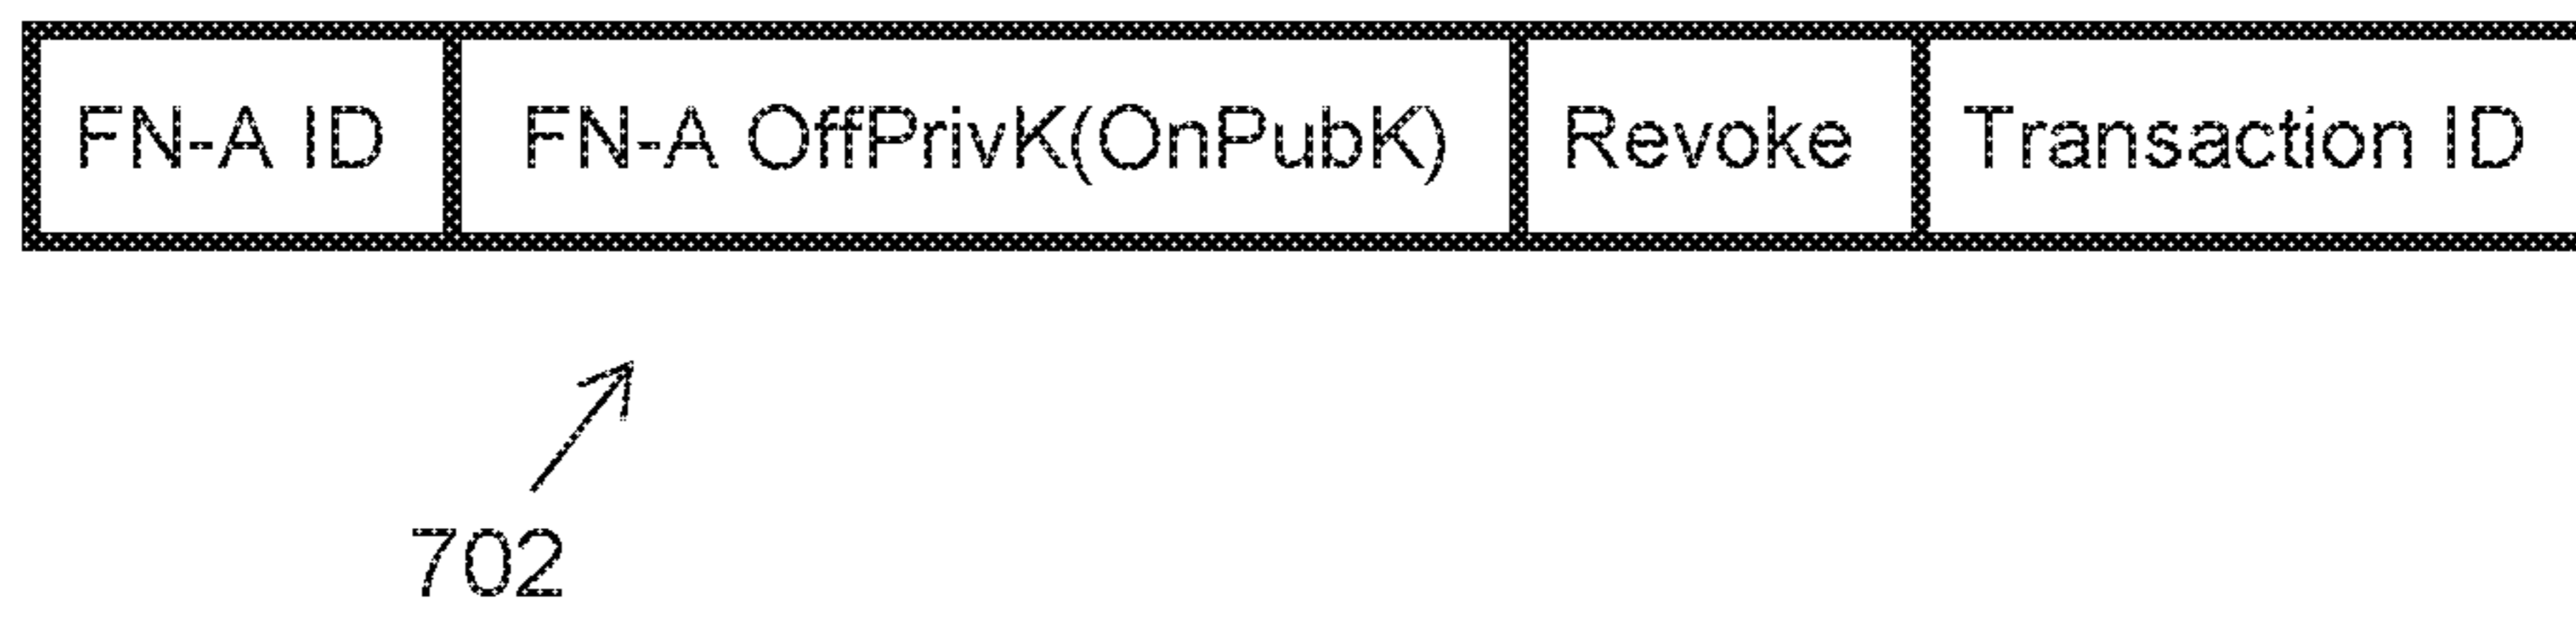 FN-A ID FN-A OffPrivK(OnPubK) Revoke Transaction ID
702